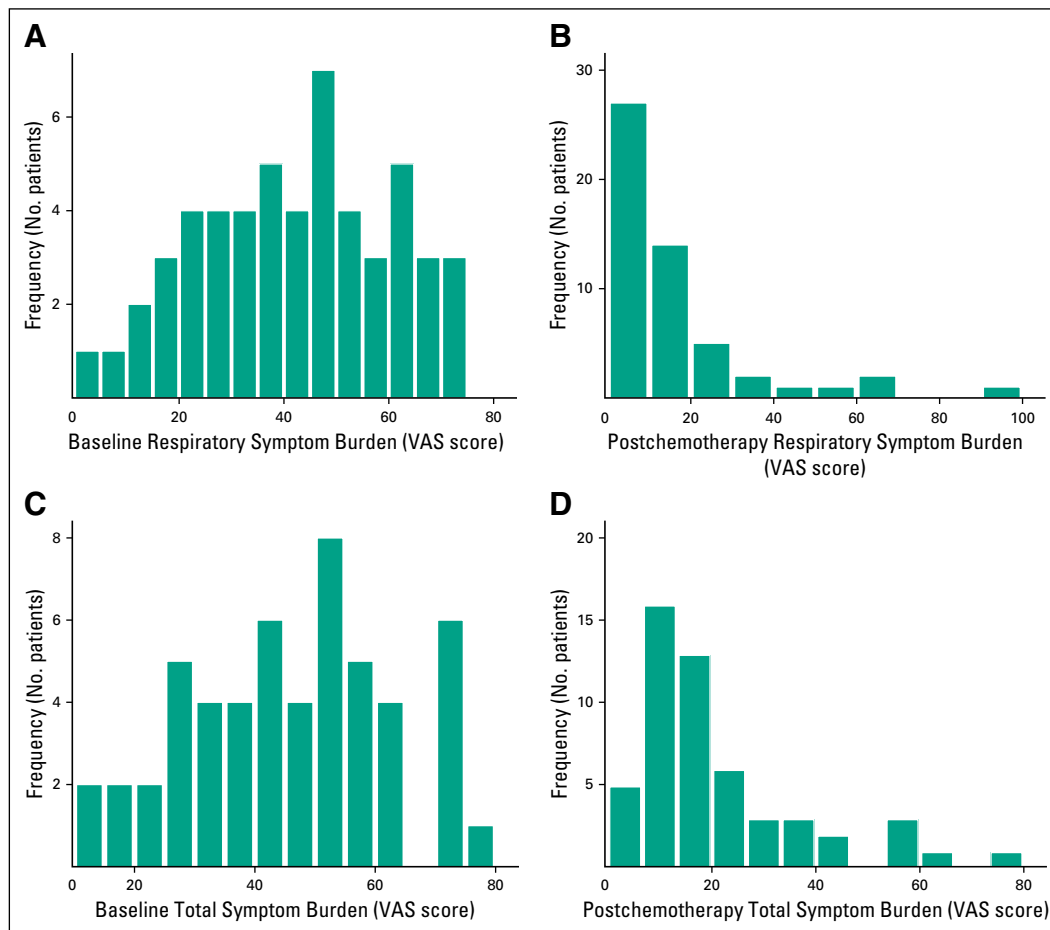 A
Frequency (No. patients)
6
4
2
0
20
40
60
80
Baseline Respiratory Symptom Burden (VAS score)
B
Frequency (No. patients)
30
20
10
0
20
40
60
80
100
Postchemotherapy Respiratory Symptom Burden
(VAS score)
C
Frequency (No. patients)
8
6
4
2
0
40
60
80
Baseline Total Symptom Burden (VAS score)
D
Frequency (No. patients)
20
15
10
5
0
20
40
60
80
Postchemotherapy Total Symptom Burden (VAS score)